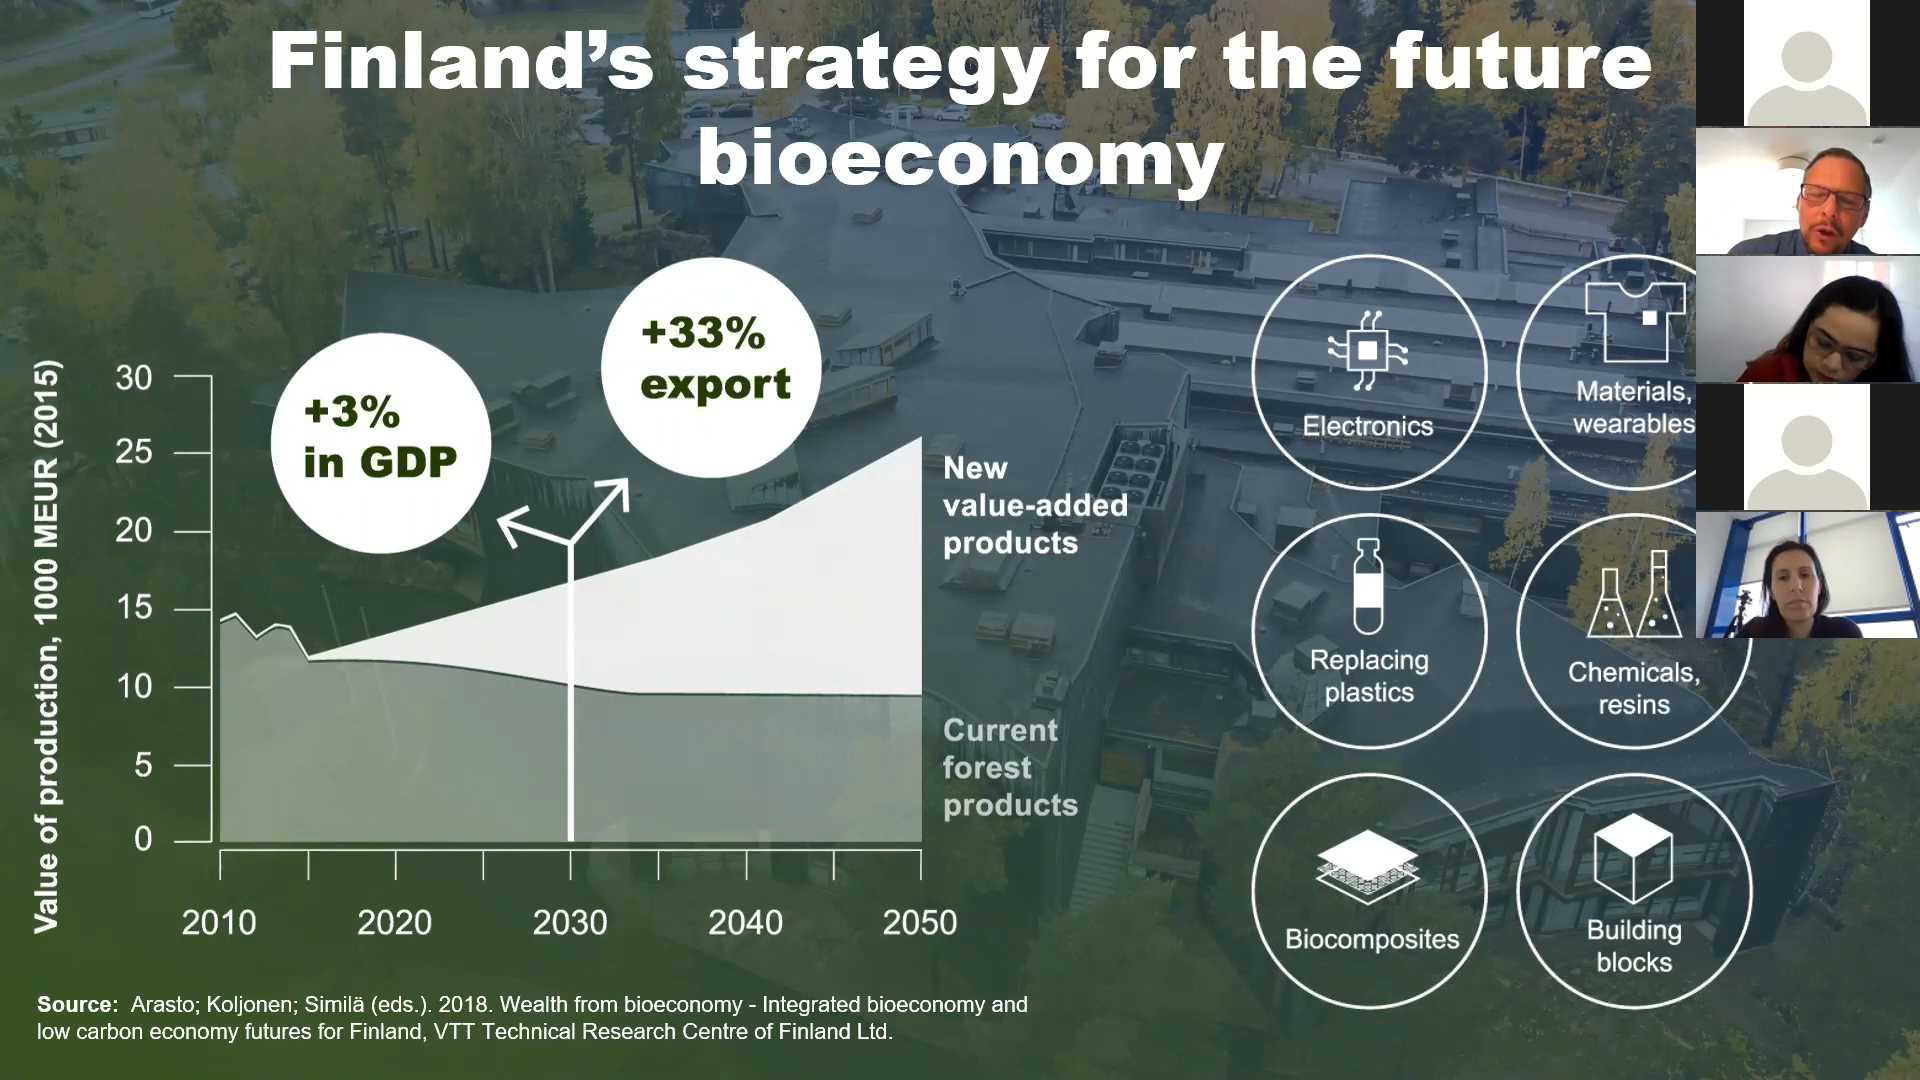 Finland’s strategy for the future
bioeconomy
+33%
export
+3%
in GDP
Value of production, 1000 MEUR (2015)
30
25
20
15
10
5
0
2010
2020
2030
2040
2050
New
value-added
products
Current
forest
products
Electronics
Materials,
wearables
Replacing
plastics
Chemicals,
resins
Biocomposites
Building
blocks
Source: Arasto; Koljonen; Similä (eds.). 2018. Wealth from bioeconomy - Integrated bioeconomy and
low carbon economy futures for Finland, VTT Technical Research Centre of Finland Ltd.